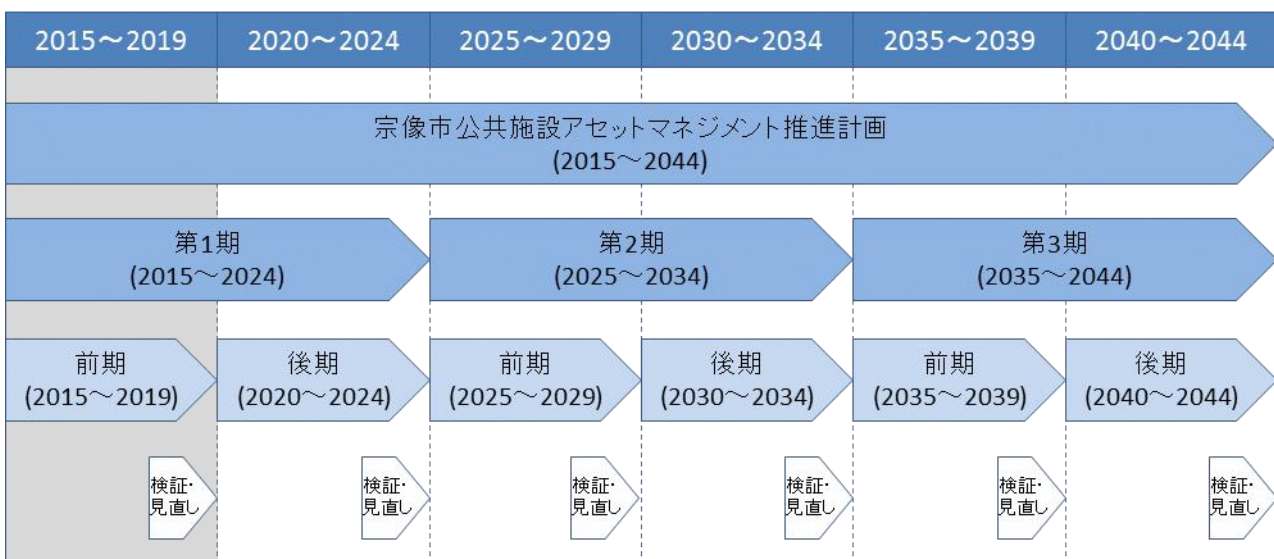 2015～2019
2020～2024
2025～2029
2030～2034
2035～2039
2040～2044
宗像市公共施設アセットマネジメント推進計画
(2015～2044)
第1期
(2015～2024)
第2期
(2025～2034)
第3期
(2035～2044)
前期
(2015～2019)
後期
(2020～2024)
前期
(2025～2029)
後期
(2030～2034)
前期
(2035～2039)
後期
(2040～2044)
検証・
見直し
検証・
見直し
検証・
見直し
検証・
見直し
検証・
見直し
検証・
見直し